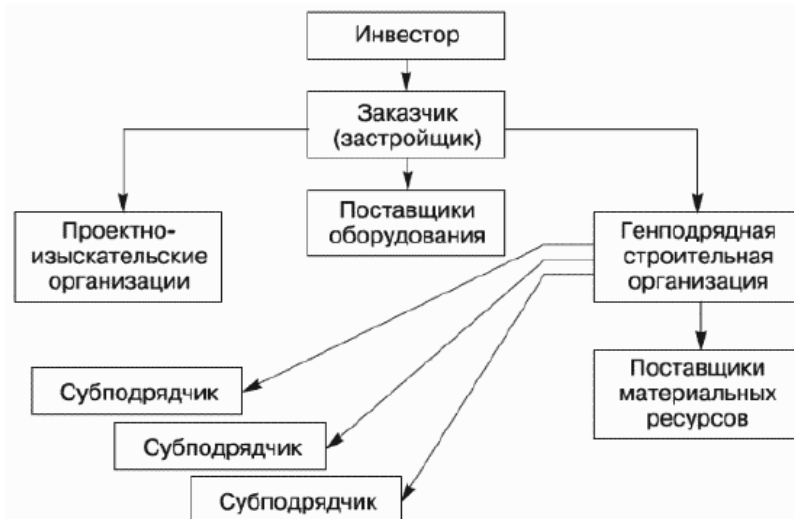 Инвестор
Заказчик
(застройщик)
Проектно-
изыскательские
организации
Поставщики
оборудования
Генподрядная
строительная
организация
Субподрядчик
Субподрядчик
Субподрядчик
Поставщики
материальных
ресурсов